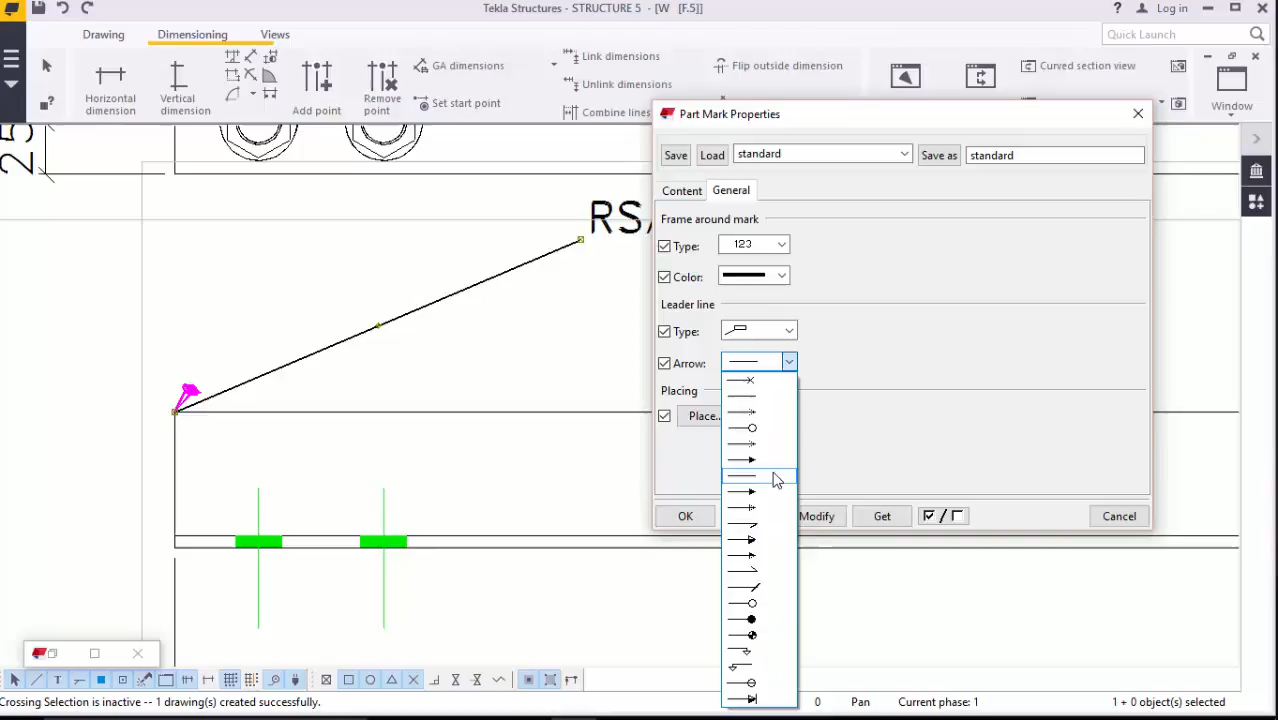 Tekla Structures - STRUCTURE 5 - [W [F.5]]
Log in
Drawing
Dimensioning
Views
Quick Launch
Horizontal dimension
Vertical dimension
Add point
Remove point
GA dimensions
Set start point
Link dimensions
Unlink dimensions
Combine lines
Flip outside dimension
Curved section view
Window
25
RS
Part Mark Properties
Save
Load
standard
Save as
standard
Content
General
Frame around mark
Type:
123
Color:
Leader line
Type:
Arrow:
Placing
Place..
OK
Modify
Get
/
Cancel
Crossing Selection is inactive -- 1 drawing(s) created successfully.
0
Pan
Current phase: 1
1 + 0 object(s) selected